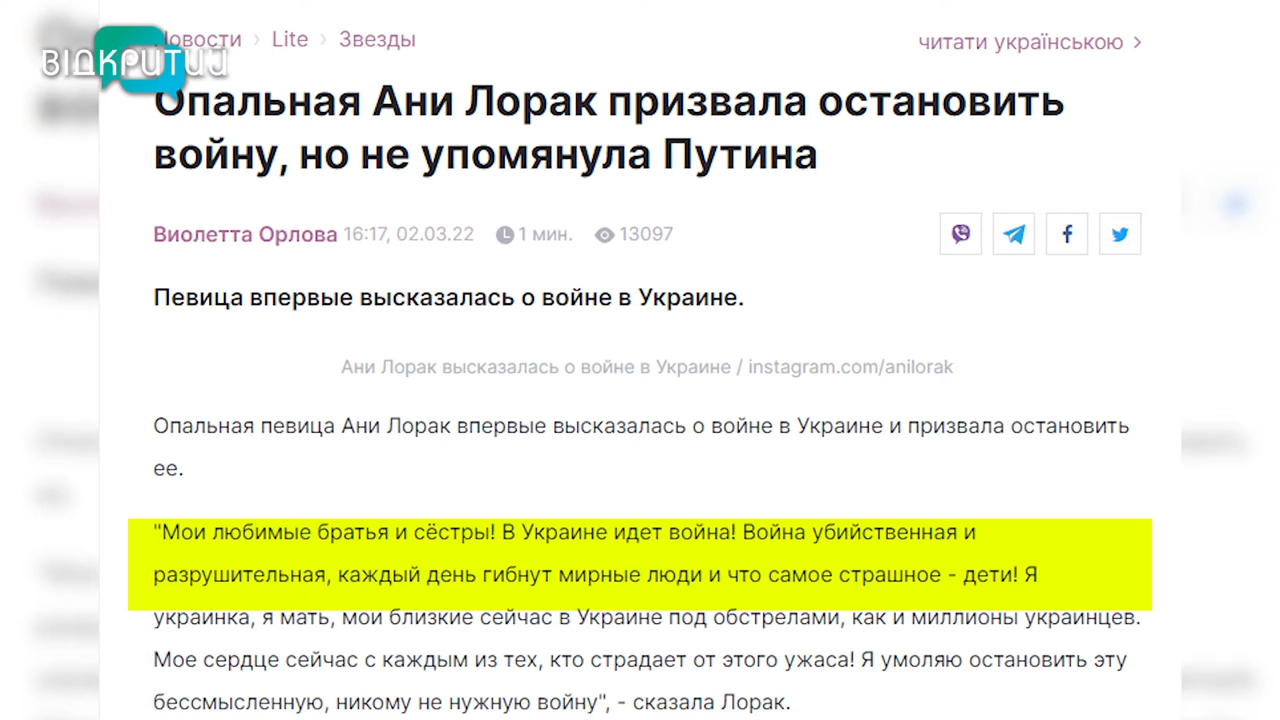 ВІДКРИТИЙ
Новости › Lite › Звезды
читати українською ›
Опальная Ани Лорак призвала остановить
войну, но не упомянула Путина
Виолетта Орлова 16:17, 02.03.22 1 мин. 13097
Певица впервые высказалась о войне в Украине.
Ани Лорак высказалась о войне в Украине / instagram.com/anilorak
Опальная певица Ани Лорак впервые высказалась о войне в Украине и призвала остановить
ее.
"Мои любимые братья и сёстры! В Украине идет война! Война убийственная и
разрушительная, каждый день гибнут мирные люди и что самое страшное - дети! Я
украинка, я мать, мои близкие сейчас в Украине под обстрелами, как и миллионы украинцев.
Мое сердце сейчас с каждым из тех, кто страдает от этого ужаса! Я умоляю остановить эту
бессмысленную, никому не нужную войну", - сказала Лорак.